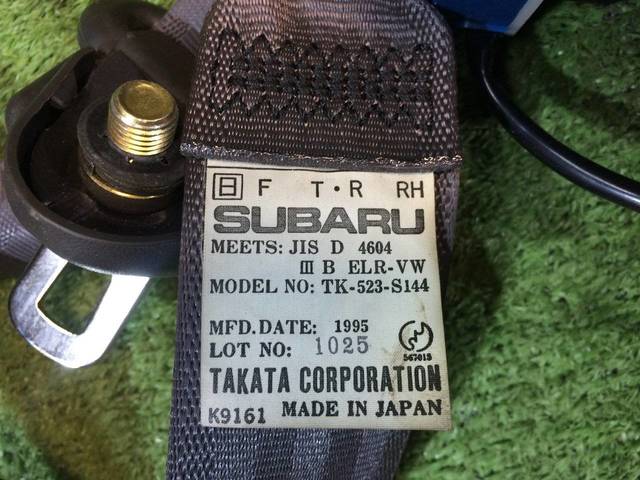 日 F T・R RH
SUBARU
MEETS: JIS D 4604
Ⅲ B ELR-VW
MODEL NO: TK-523-S144
MFD.DATE: 1995
LOT NO: 1025
TAKATA CORPORATION
K9161 MADE IN JAPAN